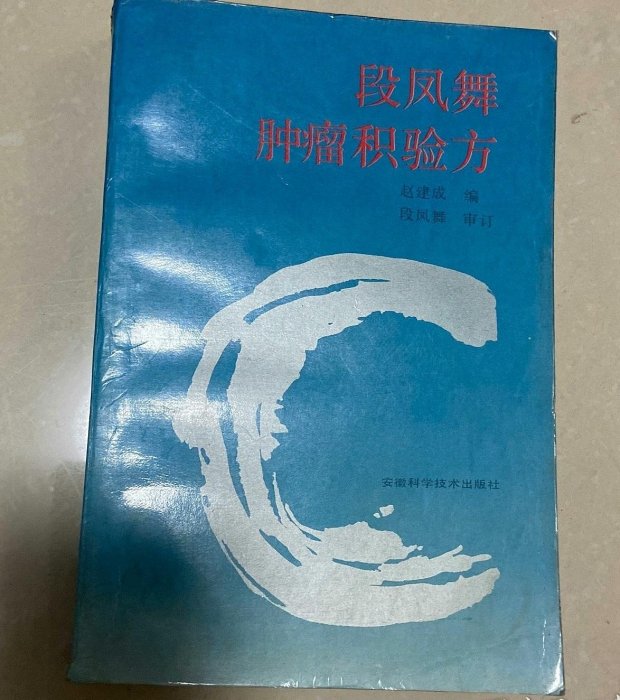 段凤舞
肿瘤积验方
赵建成 编
段凤舞 审订
安徽科学技术出版社